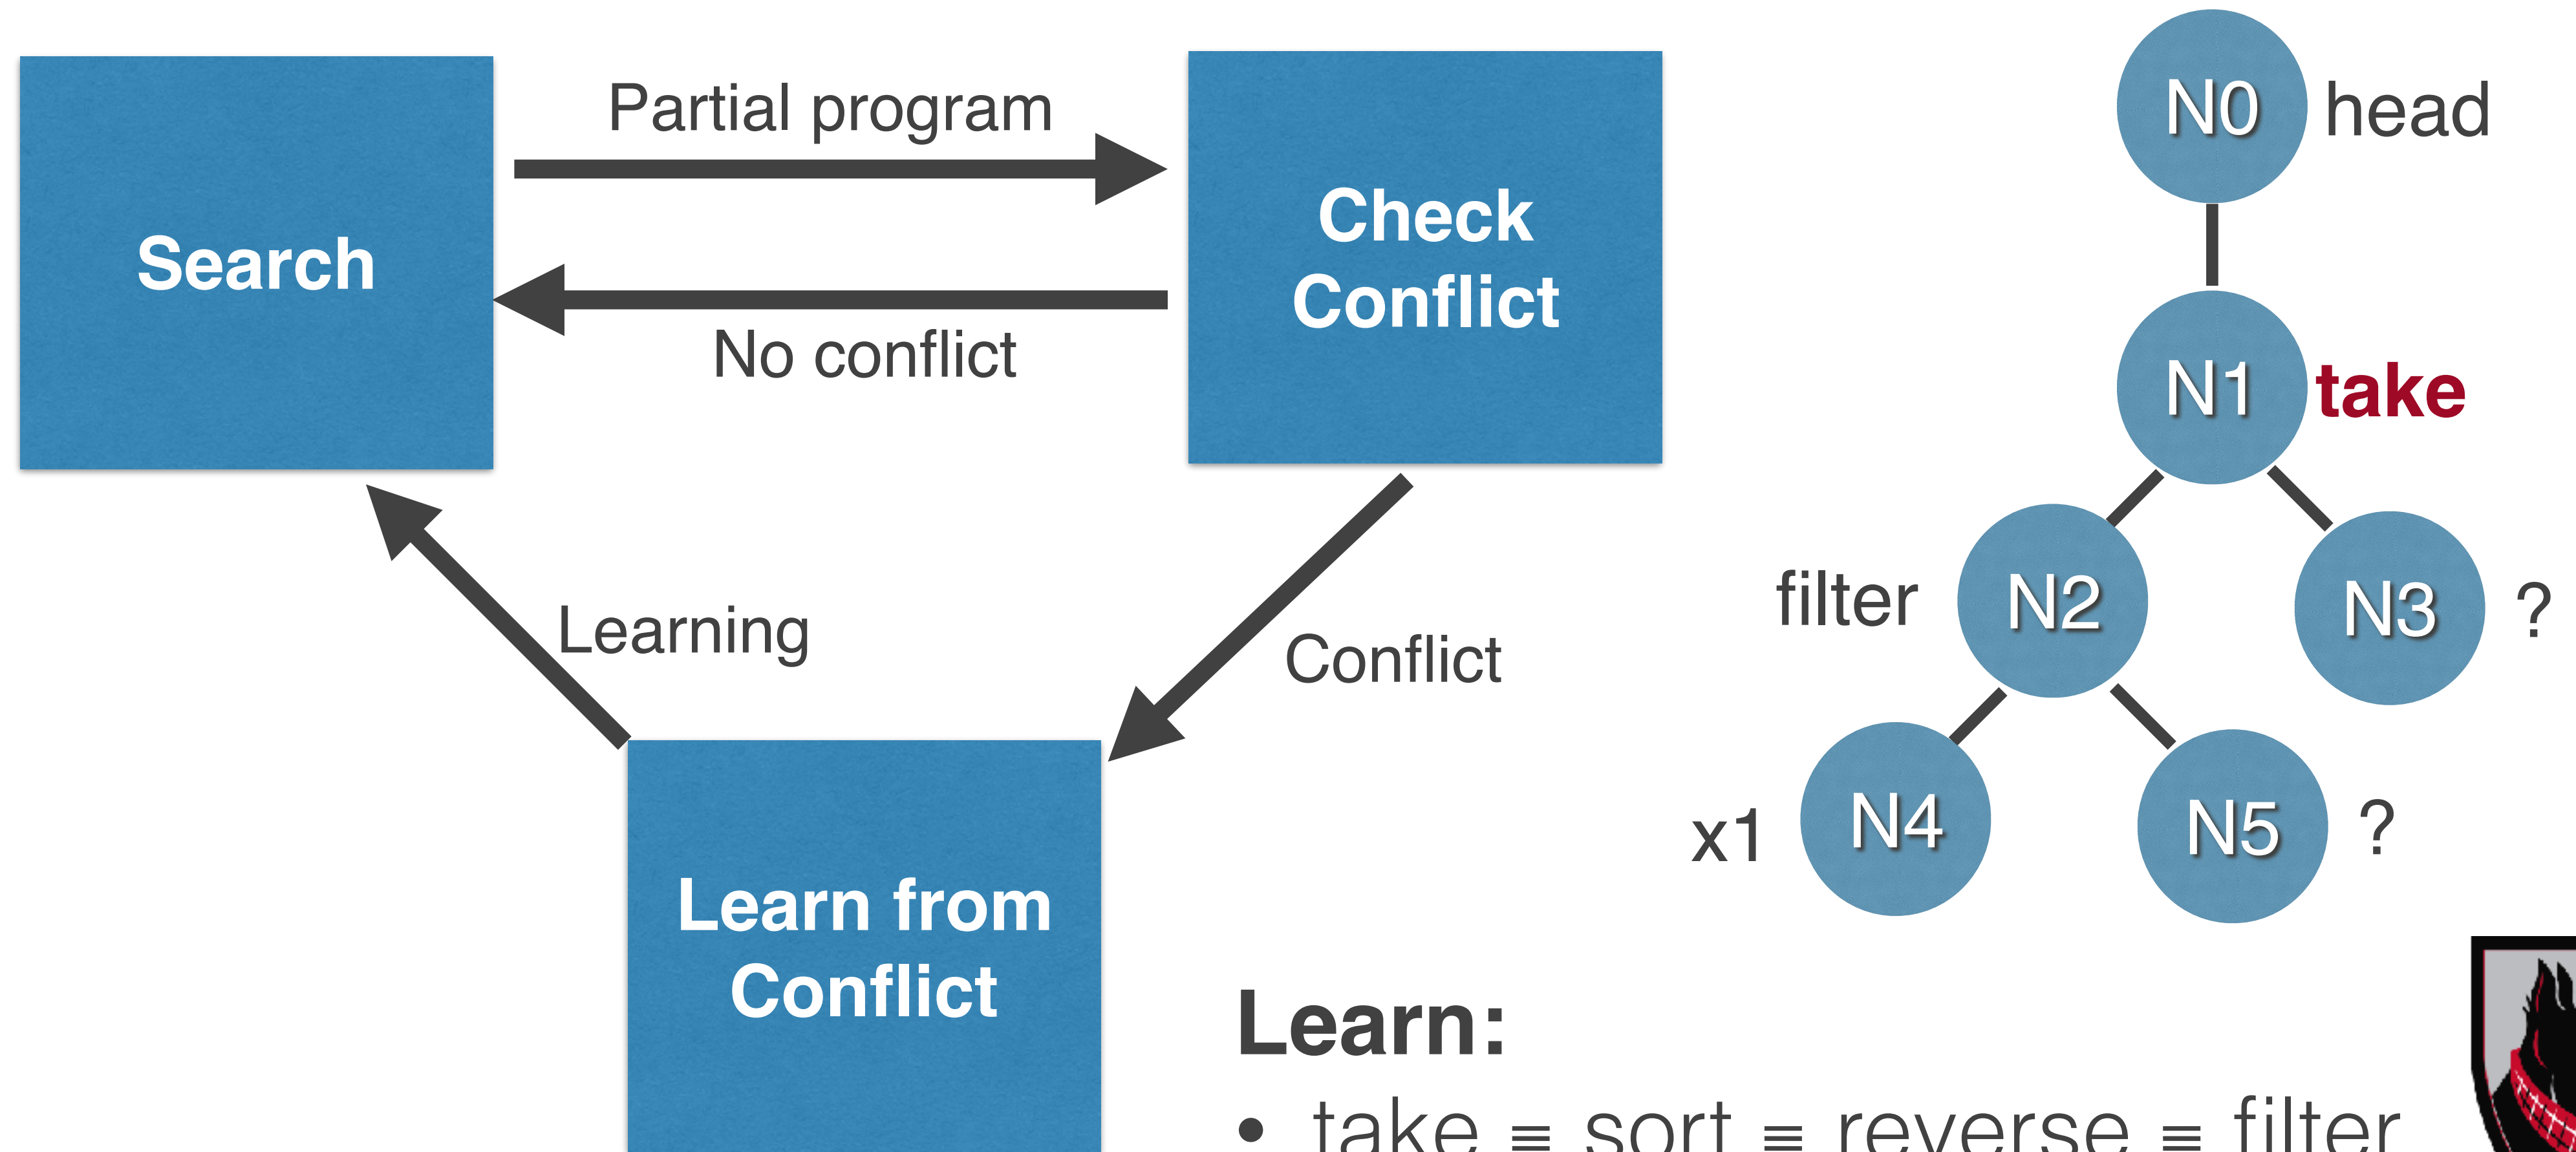 Partial program
Search
Check
Conflict
No conflict
Learning
Conflict
Learn from
Conflict
N0 head
N1 take
filter N2
N3 ?
x1 N4
N5 ?
Learn:
• take ≡ sort ≡ reverse ≡ filter